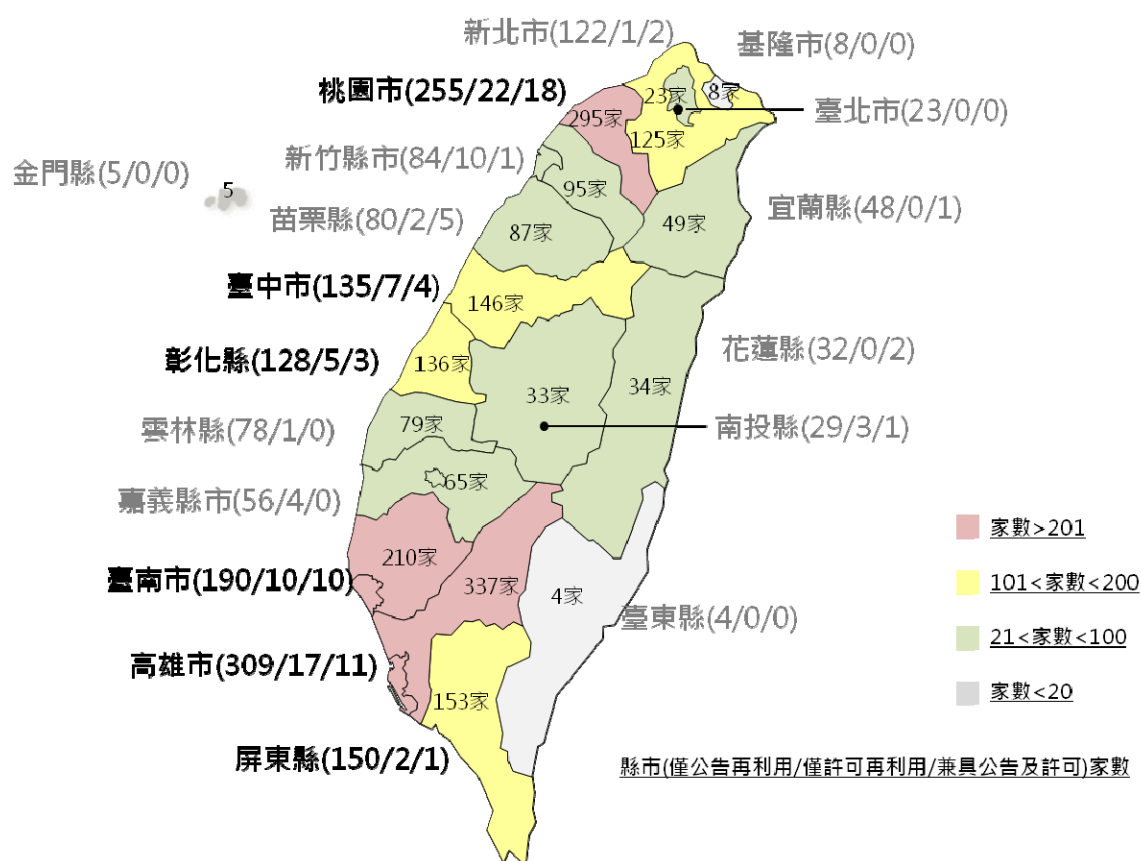 新北市(122/1/2)
基隆市(8/0/0)
桃園市(255/22/18)
23家
8家
臺北市(23/0/0)
295家
125家
新竹縣市(84/10/1)
金門縣(5/0/0)
5
95家
苗栗縣(80/2/5)
宜蘭縣(48/0/1)
49家
87家
臺中市(135/7/4)
146家
彰化縣(128/5/3)
136家
花蓮縣(32/0/2)
33家
34家
雲林縣(78/1/0)
79家
南投縣(29/3/1)
嘉義縣市(56/4/0)
65家
家數>201
210家
臺南市(190/10/10)
337家
101<家數<200
4家
臺東縣(4/0/0)
21<家數<100
高雄市(309/17/11)
153家
家數<20
屏東縣(150/2/1)
縣市(僅公告再利用/僅許可再利用/兼具公告及許可)家數